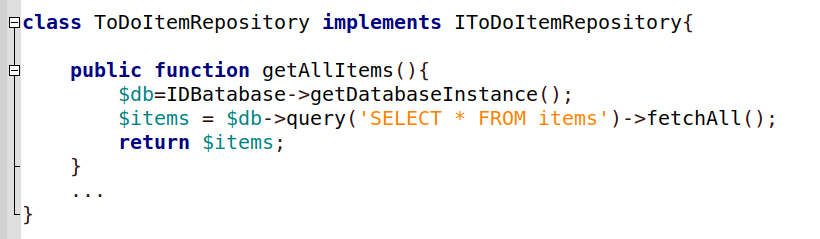 class ToDoItemRepository implements IToDoItemRepository{
public function getAllItems(){
$db=IDBatabase->getDatabaseInstance();
$items = $db->query('SELECT * FROM items')->fetchAll();
return $items;
}
...
}